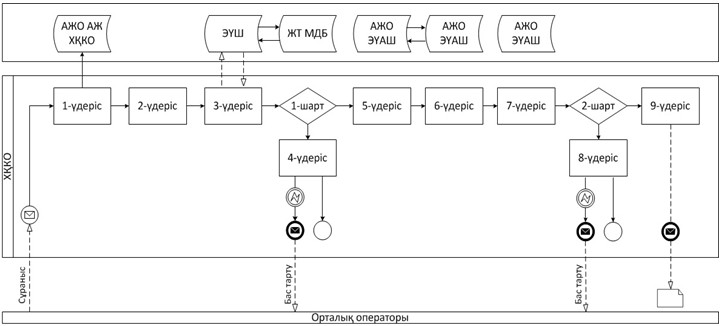 АЖО АЖ
ХҚКО
ЭҮШ
ЖТ МДБ
АЖО
ЭҮАШ
АЖО
ЭҮАШ
АЖО
ЭҮАШ
ХҚКО
1-үдеріс
2-үдеріс
3-үдеріс
1-шарт
5-үдеріс
6-үдеріс
7-үдеріс
2-шарт
9-үдеріс
4-үдеріс
8-үдеріс
Сұраныс
Бас тарту
Бас тарту
Орталық операторы